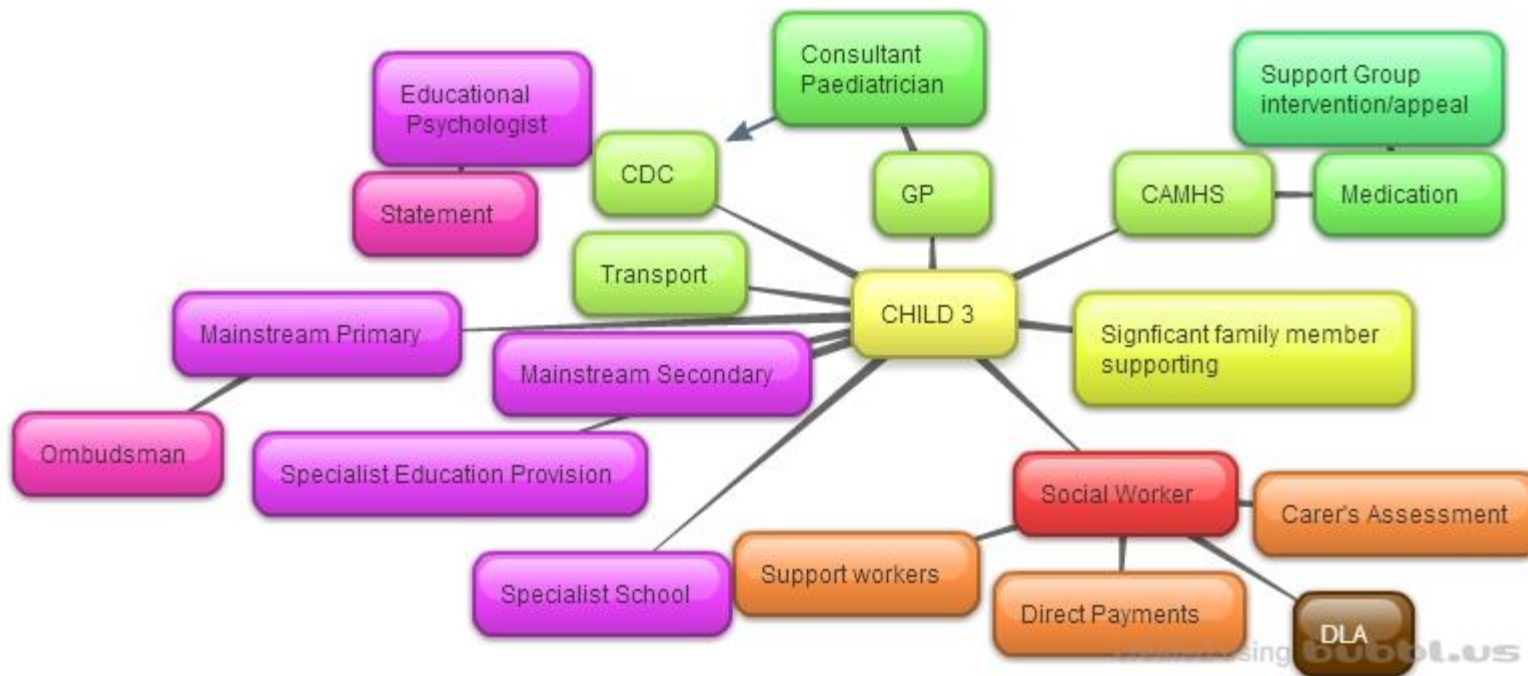 Consultant
Paediatrician
Support Group
intervention/appeal
Educational
Psychologist
CDC
GP
CAMHS
Medication
Statement
Transport
CHILD 3
Mainstream Primary
Mainstream Secondary
Signficant family member
supporting
Ombudsman
Specialist Education Provision
Social Worker
Carer's Assessment
Support workers
Specialist School
Direct Payments
DLA
using bubbl.us